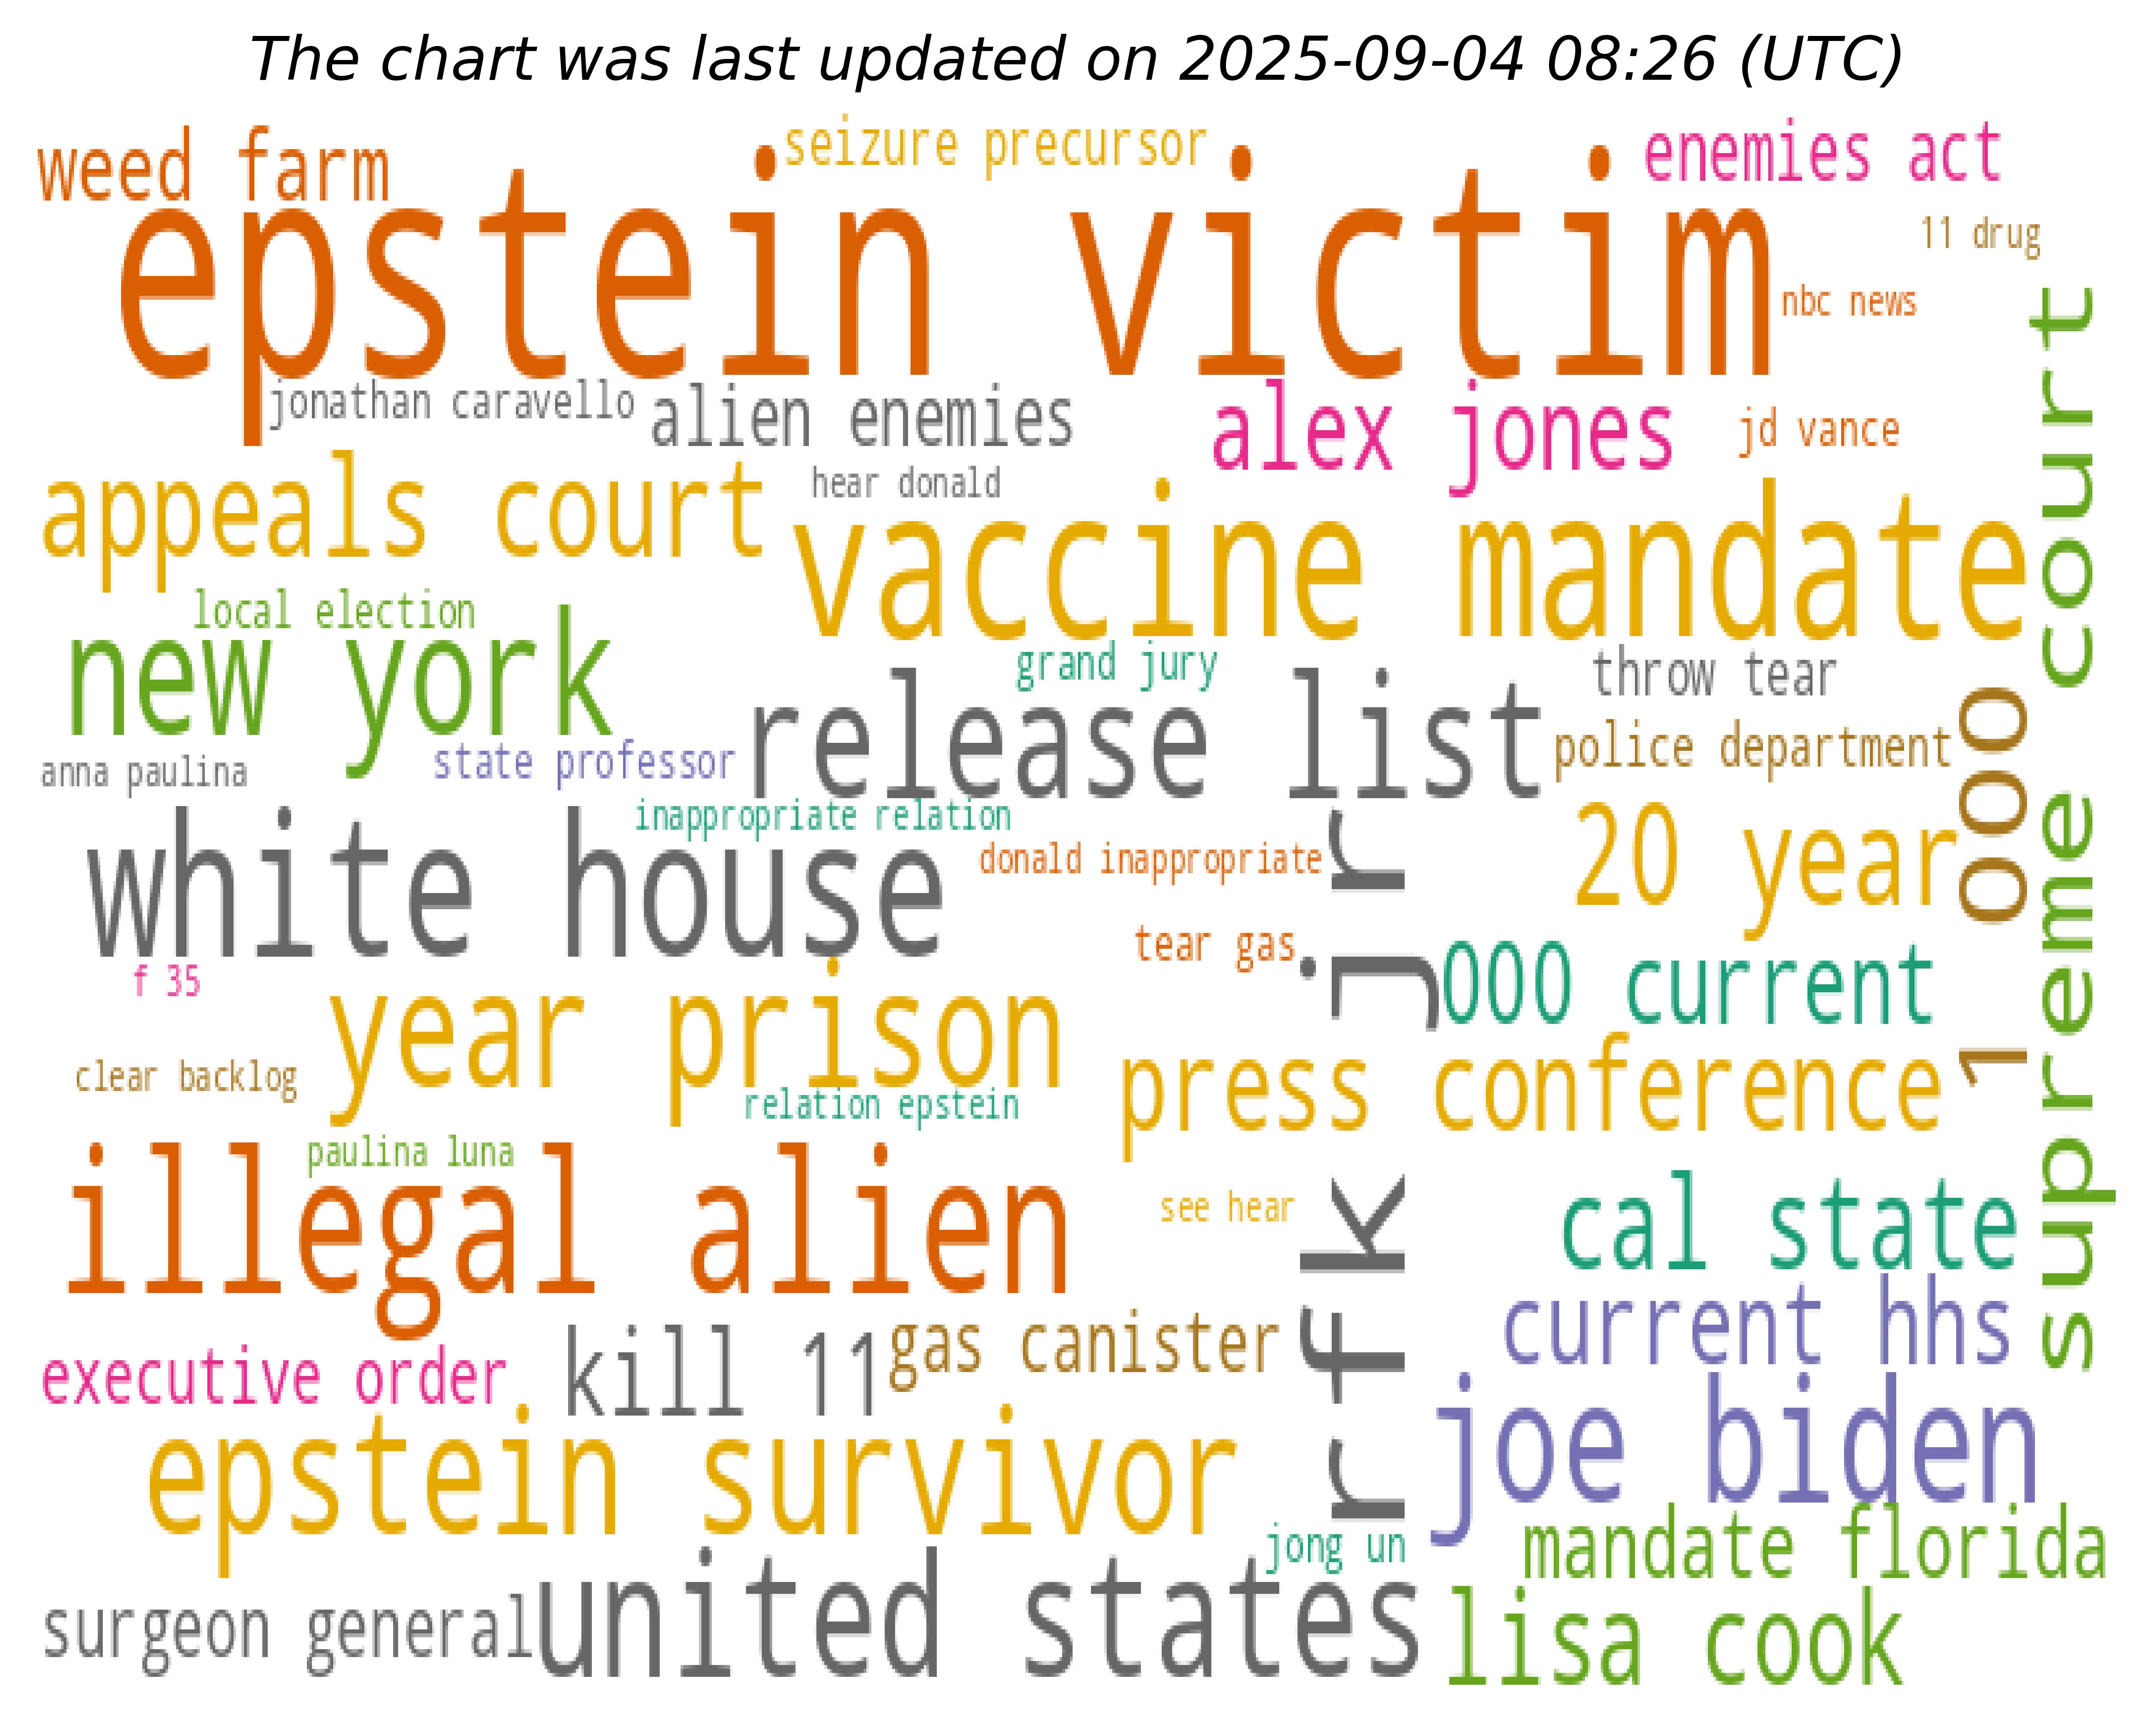 The chart was last updated on 2025-09-04 08:26 (UTC)
weed farm
seizure precursor
enemies act
epstein victim
11 drug
nbc news
jonathan caravello
alien enemies
alex jones
jd vance
supreme court
appeals court
hear donald
vaccine mandate
local election
new york
grand jury
release list
throw tear
police department
anna paulina
state professor
inappropriate relation
white house
donald inappropriate
20 year
1 000
tear gas
rfk jr
000 current
f 35
year prison
clear backlog
relation epstein
press conference
paulina luna
illegal alien
see hear
cal state
current hhs
executive order
kill 11
gas canister
joe biden
epstein survivor
jong un
mandate florida
surgeon general
united states
lisa cook